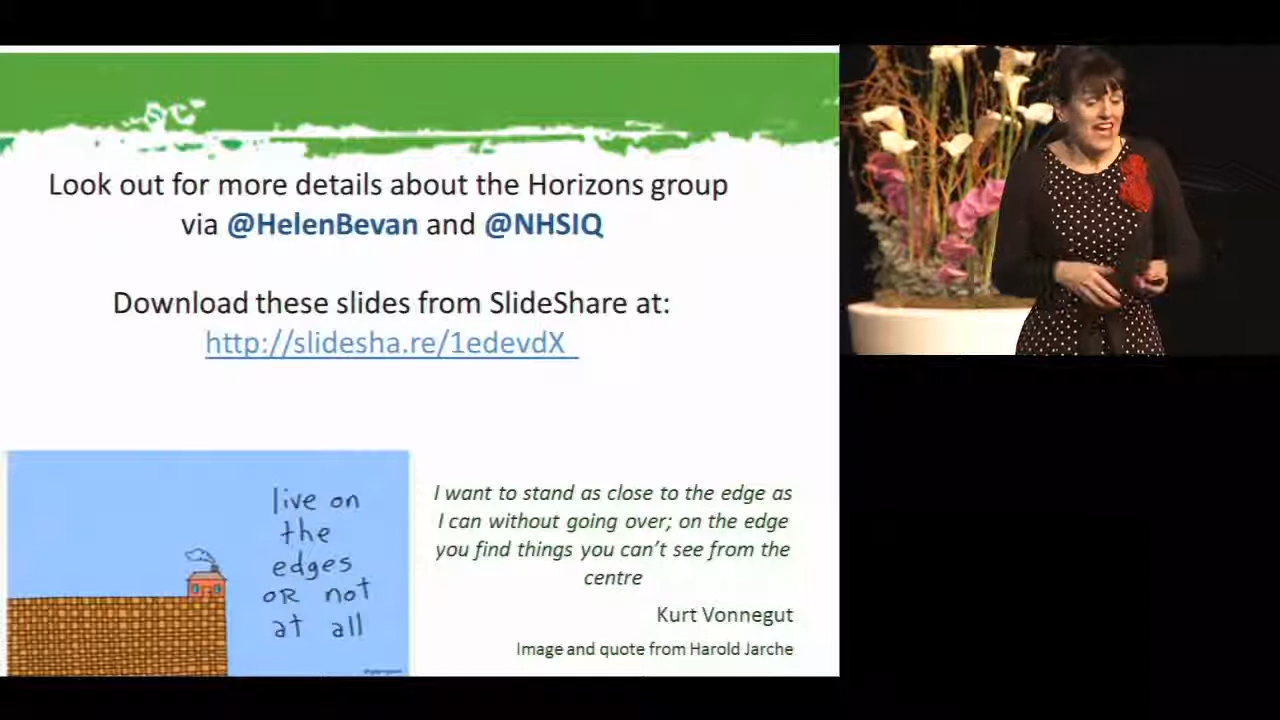 Look out for more details about the Horizons group
via @HelenBevan and @NHSIQ
Download these slides from SlideShare at:
http://slidesha.re/1edevdX
live on
the
edges
OR not
at all
I want to stand as close to the edge as
I can without going over; on the edge
you find things you can't see from the
centre
Kurt Vonnegut
Image and quote from Harold Jarche